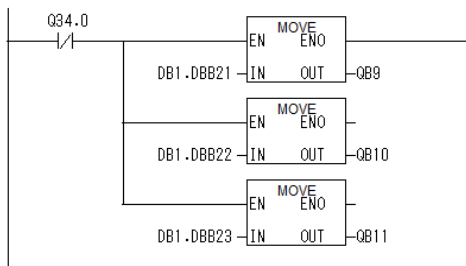 Q34.0
MOVE
EN ENO
DB1.DBB21 IN OUT QB9
MOVE
EN ENO
DB1.DBB22 IN OUT QB10
MOVE
EN ENO
DB1.DBB23 IN OUT QB11